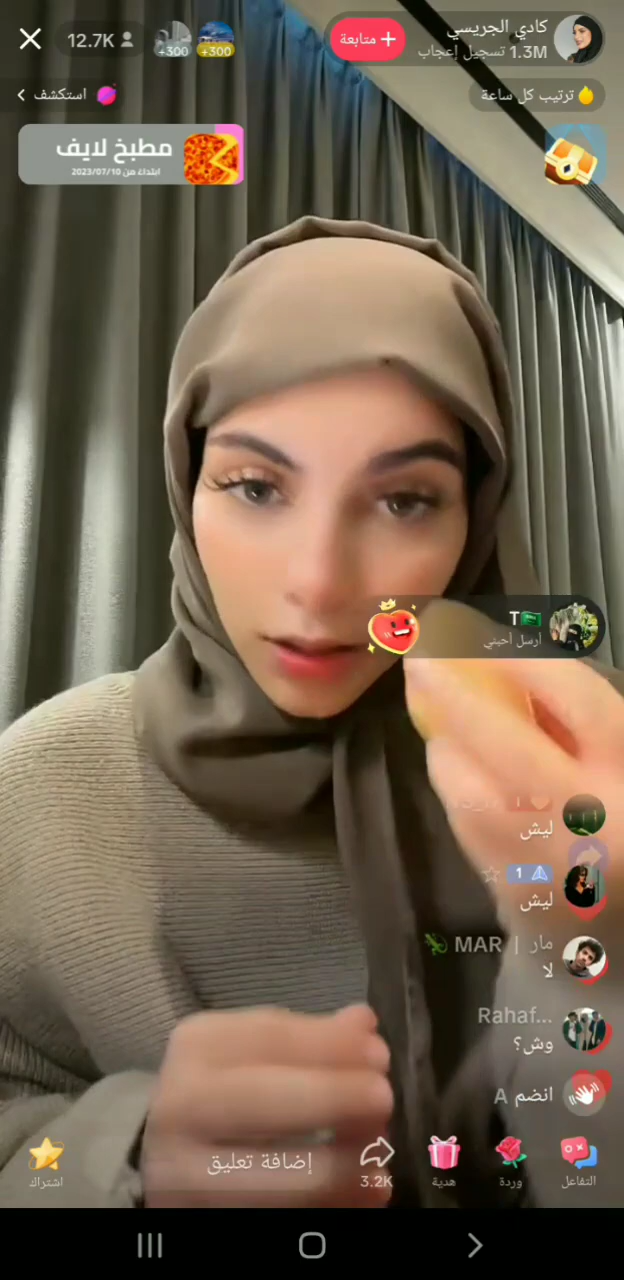 كادي الجريسي
1.3M تسجيل إعجاب
+ متابعة
+300
+300
12.7K
ترتيب كل ساعة
استكشف
مطبخ لايف
ابتداءً من 2023/07/10
T
أرسل أحبني
ليش
1
ليش
مار | MAR
لا
Rahaf...
وش؟
A انضم
إضافة تعليق
3.2K
اشتراك
هدية
وردة
التفاعل